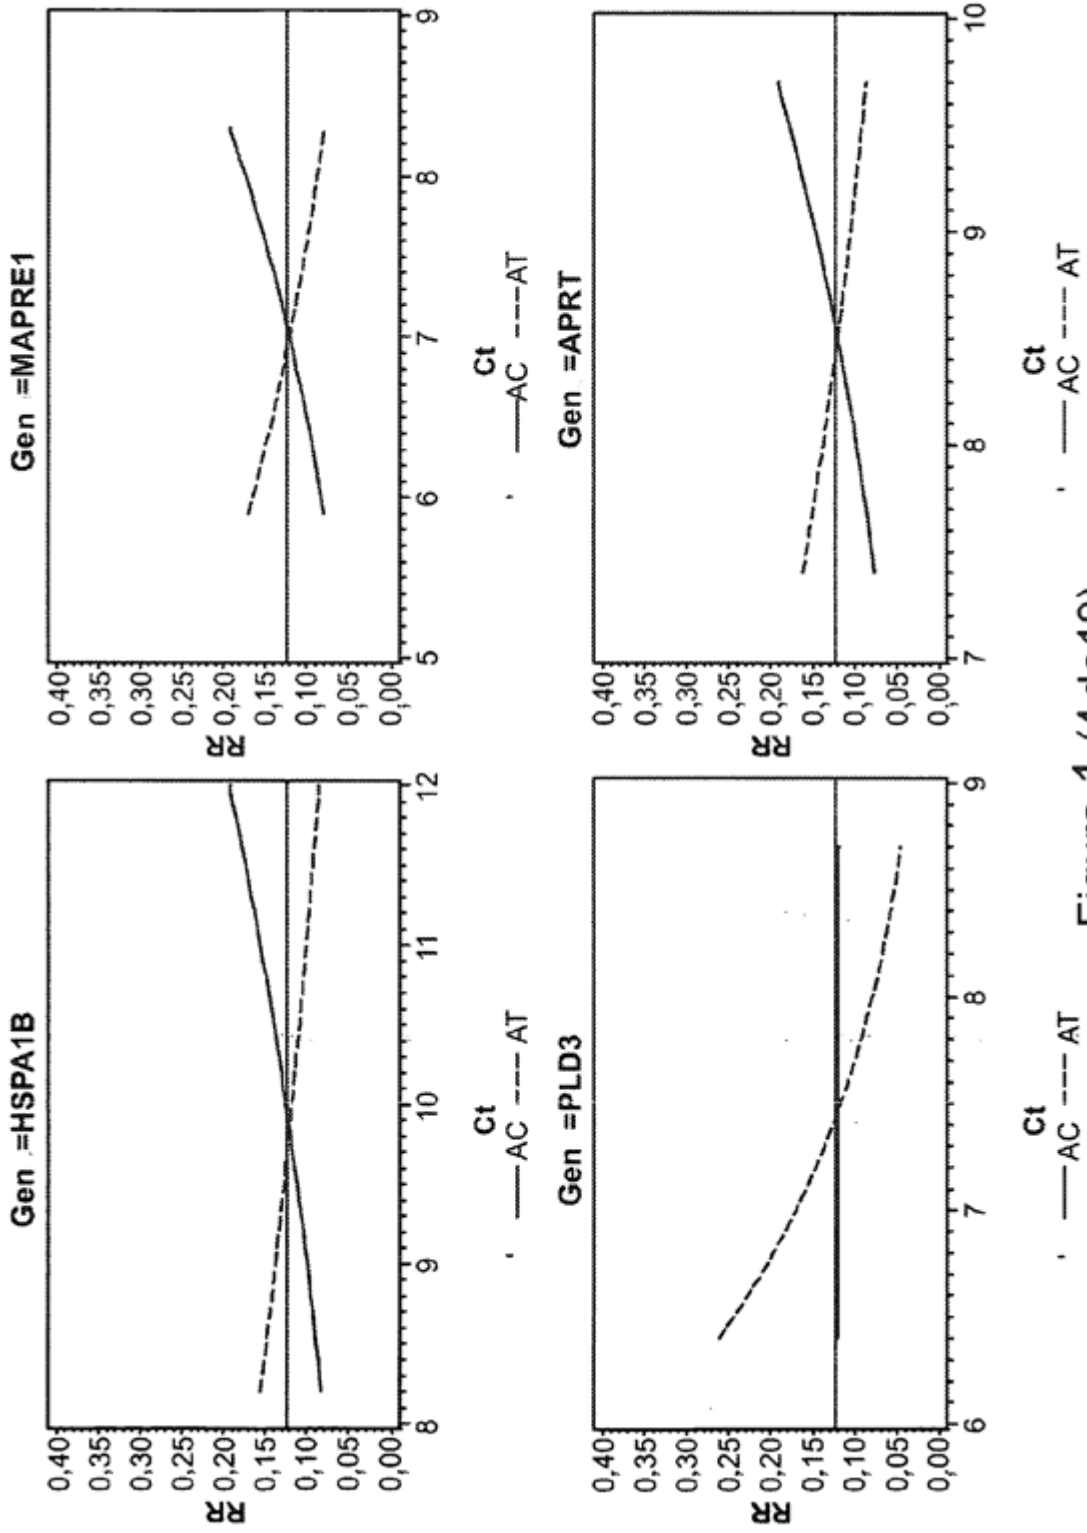 Gen =HSPA1B
RR
0,40
0,35
0,30
0,25
0,20
0,15
0,10
0,05
0,00
8 9 10 11 12
Ct
AC AT
Gen =MAPRE1
RR
0,40
0,35
0,30
0,25
0,20
0,15
0,10
0,05
0,00
5 6 7 8 9
Ct
AC AT
Gen =PLD3
RR
0,40
0,35
0,30
0,25
0,20
0,15
0,10
0,05
0,00
6 7 8 9
Ct
AC AT
Gen =APRT
RR
0,40
0,35
0,30
0,25
0,20
0,15
0,10
0,05
0,00
7 8 9 10
Ct
AC AT
Figura 1 (4 de19)